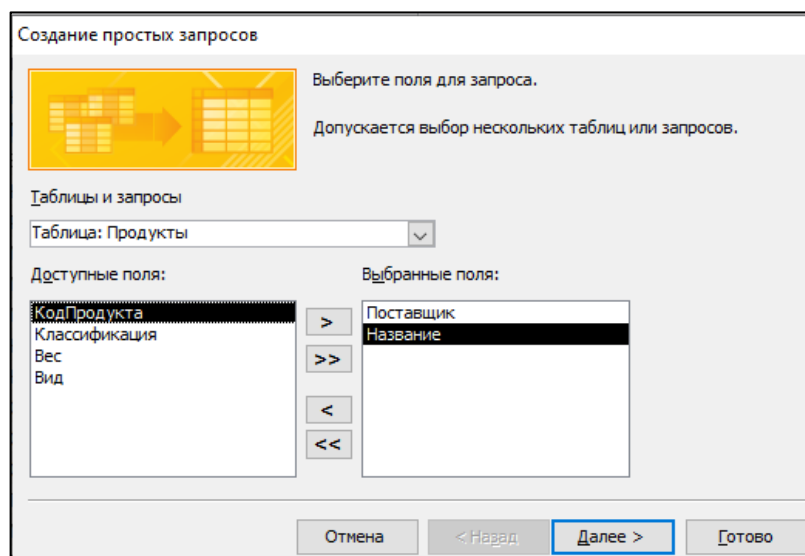 Создание простых запросов
Выберите поля для запроса.
Допускается выбор нескольких таблиц или запросов.
Таблицы и запросы
Таблица: Продукты
Доступные поля:
Выбранные поля:
КодПродукта
Классификация
Вес
Вид
>
>>
<
<<
Поставщик
Название
Отмена
< Назад
Далее >
Готово